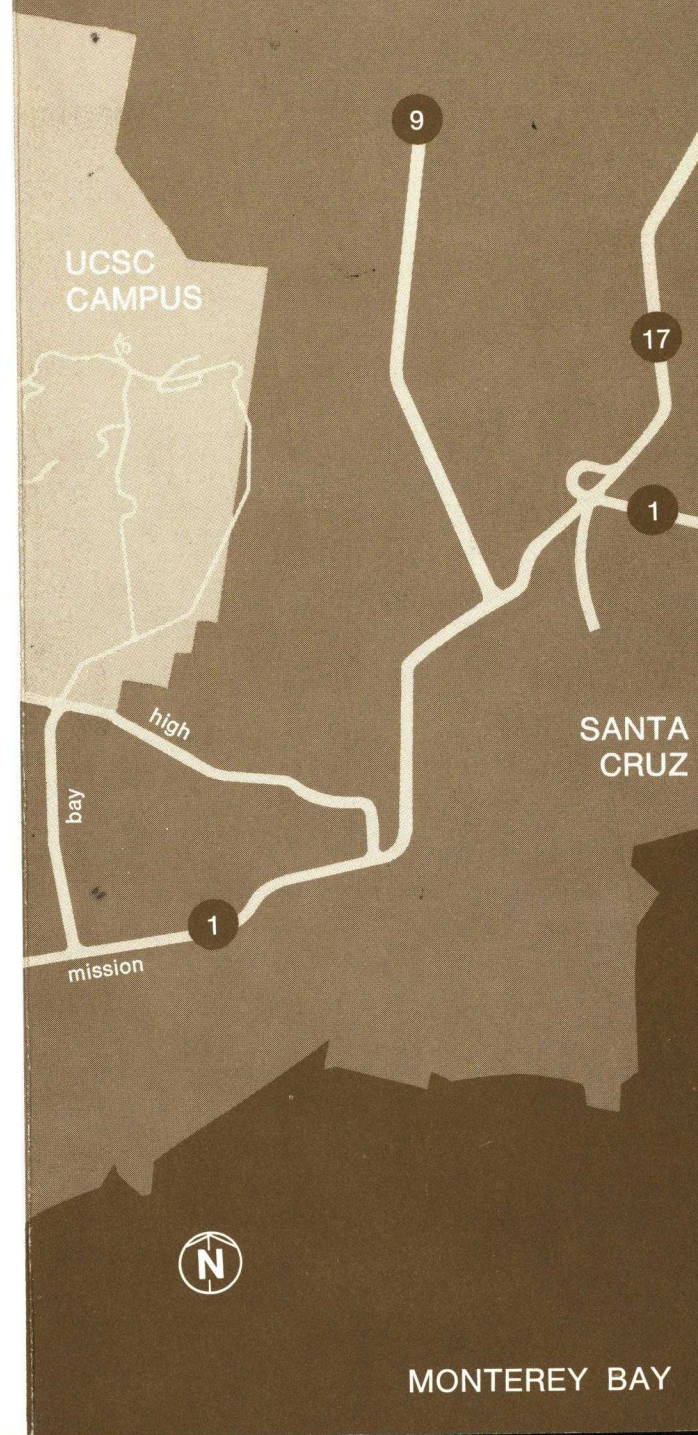 9
UCSC
CAMPUS
17
1
high
SANTA
CRUZ
bay
1
mission
N
MONTEREY BAY